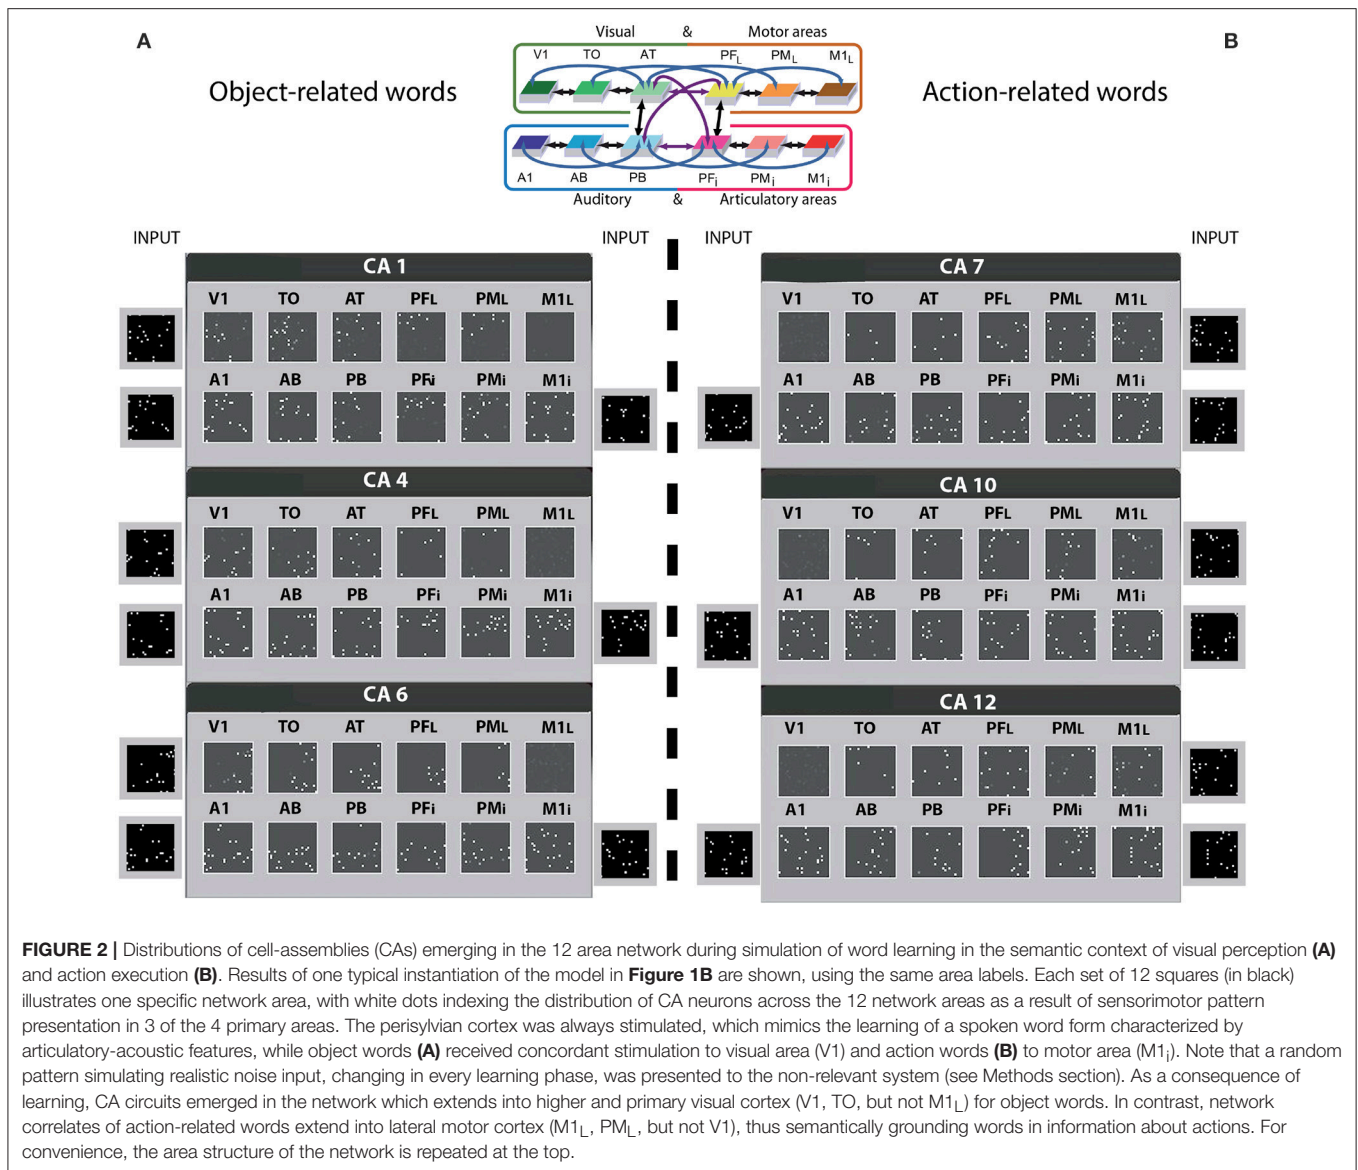 A
B
Visual & Motor areas
V1 TO AT PFL PML M1L
Object-related words
Action-related words
A1 AB PB PFi PMi M1i
Auditory & Articulatory areas
INPUT INPUT INPUT INPUT
CA 1
V1 TO AT PFL PML M1L
A1 AB PB PFi PMi M1i
CA 4
V1 TO AT PFL PML M1L
A1 AB PB PFi PMi M1i
CA 6
V1 TO AT PFL PML M1L
A1 AB PB PFi PMi M1i
CA 7
V1 TO AT PFL PML M1L
A1 AB PB PFi PMi M1i
CA 10
V1 TO AT PFL PML M1L
A1 AB PB PFi PMi M1i
CA 12
V1 TO AT PFL PML M1L
A1 AB PB PFi PMi M1i
FIGURE 2 | Distributions of cell-assemblies (CAs) emerging in the 12 area network during simulation of word learning in the semantic context of visual perception (A)
and action execution (B). Results of one typical instantiation of the model in Figure 1B are shown, using the same area labels. Each set of 12 squares (in black)
illustrates one specific network area, with white dots indexing the distribution of CA neurons across the 12 network areas as a result of sensorimotor pattern
presentation in 3 of the 4 primary areas. The perisylvian cortex was always stimulated, which mimics the learning of a spoken word form characterized by
articulatory-acoustic features, while object words (A) received concordant stimulation to visual area (V1) and action words (B) to motor area (M1i). Note that a random
pattern simulating realistic noise input, changing in every learning phase, was presented to the non-relevant system (see Methods section). As a consequence of
learning, CA circuits emerged in the network which extends into higher and primary visual cortex (V1, TO, but not M1L) for object words. In contrast, network
correlates of action-related words extend into lateral motor cortex (M1L, PML, but not V1), thus semantically grounding words in information about actions. For
convenience, the area structure of the network is repeated at the top.